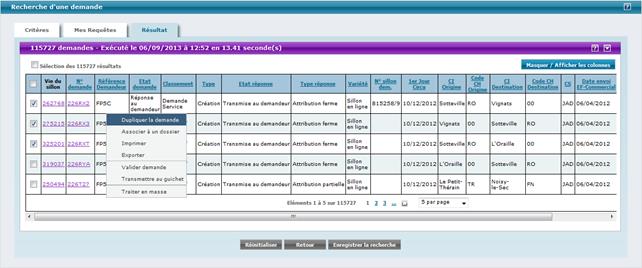 Recherche d'une demande
Critères
Mes Requêtes
Résultat
115727 demandes - Exécuté le 06/09/2013 à 12:52 en 13.41 seconde(s)
Sélection des 115727 résultats
Masquer / Afficher les colonnes
Vie du sillon N° demande Référence Demandeur Etat demande Classement Type Etat réponse Type réponse Variété N° sillon dem. 1er Jour Circu CI Origine Code CH Origine CI Destination Code CH Destination CS Date envoi EF-Commercial
262768 226RX2 FP5C Réponse au demandeur Demande Service Création Transmise au demandeur Attribution ferme Sillon en ligne 815258/9 10/12/2012 Sotteville RO Vignats 00 JAD 06/04/2012
275215 226RX3 FP5C Création Transmise au demandeur Attribution ferme Sillon en ligne 10/12/2012 Vignats 00 Sotteville RO JAD 06/04/2012
325201 226RXT FP5C Création Transmise au demandeur Attribution ferme Sillon en ligne 10/12/2012 Sotteville RO L'Oraille 00 JAD 06/04/2012
319037 226RYA FP5C Création Transmise au demandeur Attribution ferme Sillon en ligne 10/12/2012 L'Oraille 00 Sotteville RO JAD 06/04/2012
250494 226T27 FP5C Création Transmise au demandeur Attribution partielle Sillon en ligne 10/12/2012 Le Petit-Thérain TR Noisy-le-Sec PN JAD 06/04/2012
Dupliquer la demande
Associer à un dossier
Imprimer
Exporter
Valider demande
Transmettre au guichet
Traiter en masse
Eléments 1 à 5 sur 115727 1 2 3 ... 5 par page
Réinitialiser
Retour
Enregistrer la recherche